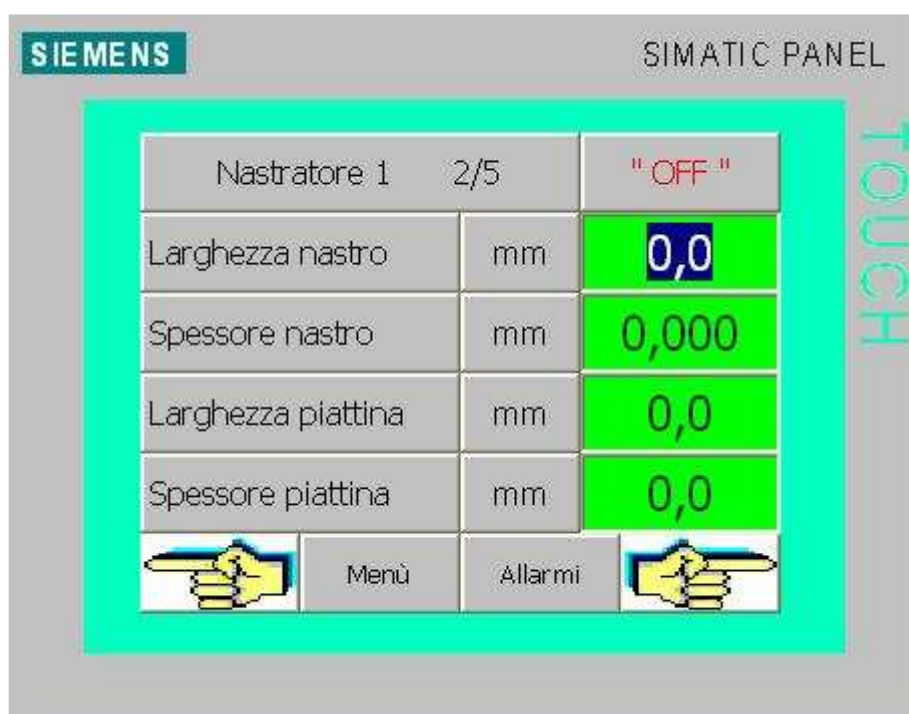 SIEMENS SIMATIC PANEL
TOUCH
Nastratore 1 2/5 " OFF "
Larghezza nastro mm 0,0
Spessore nastro mm 0,000
Larghezza piattina mm 0,0
Spessore piattina mm 0,0
Menù Allarmi